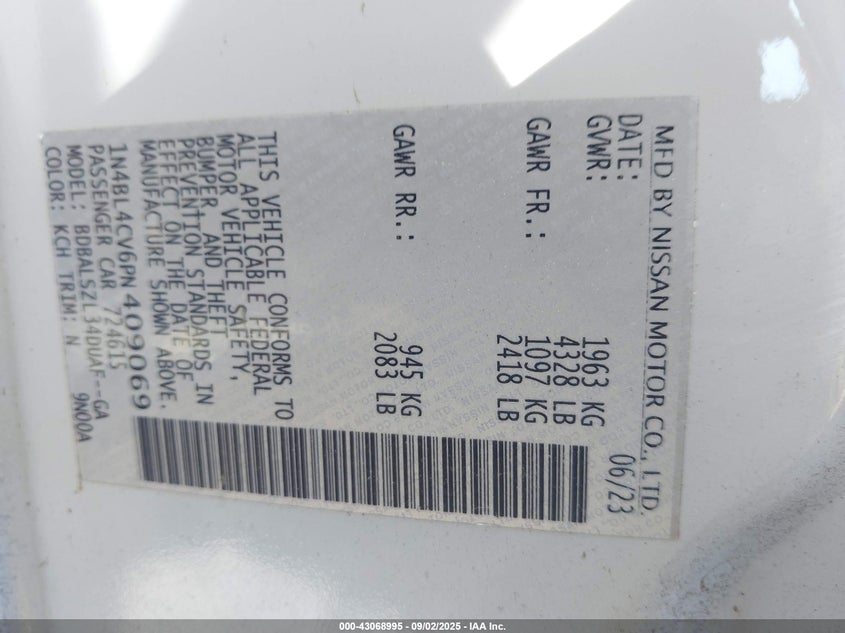 MFD BY NISSAN MOTOR CO., LTD.
DATE: 06/23
GVWR: 1963 KG
4328 LB
GAWR FR.: 1097 KG
2418 LB
GAWR RR.: 945 KG
2083 LB
THIS VEHICLE CONFORMS TO
ALL APPLICABLE FEDERAL
MOTOR VEHICLE SAFETY,
BUMPER, AND THEFT
PREVENTION STANDARDS IN
EFFECT ON THE DATE OF
MANUFACTURE SHOWN ABOVE.
1N4BL4CV6PN409069
PASSENGER CAR 724615
MODEL: BDBALSZL34DUAF--GA
COLOR: KCH TRIM: N 9N00A
000-43068995 - 09/02/2025 - IAA Inc.